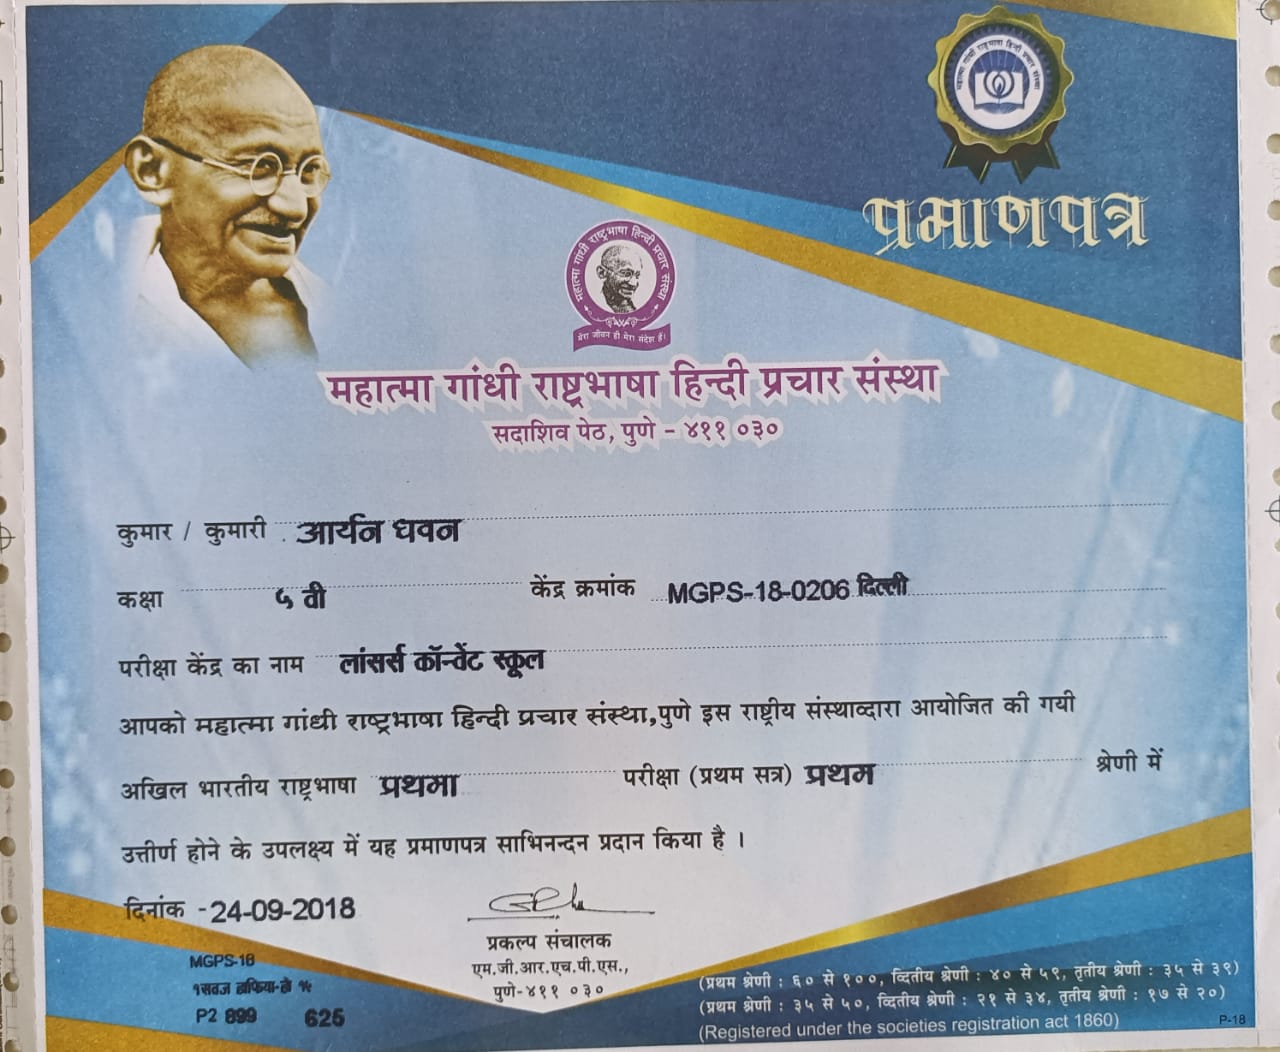 महात्मा गांधी राष्ट्रभाषा हिन्दी प्रचार संस्था
प्रमाणपत्र
महात्मा गांधी राष्ट्रभाषा हिन्दी प्रचार संस्था
मेरा जीवन ही मेरा संदेश है।
महात्मा गांधी राष्ट्रभाषा हिन्दी प्रचार संस्था
सदाशिव पेठ, पुणे - ४११ ०३०
कुमार / कुमारी . आर्यन धवन
कक्षा ५ वी केंद्र क्रमांक MGPS-18-0206 दिल्ली
परीक्षा केंद्र का नाम लांसर्स कॉन्वेंट स्कूल
आपको महात्मा गांधी राष्ट्रभाषा हिन्दी प्रचार संस्था,पुणे इस राष्ट्रीय संस्थाव्दारा आयोजित की गयी
अखिल भारतीय राष्ट्रभाषा प्रथमा परीक्षा (प्रथम सत्र) प्रथम श्रेणी में
उत्तीर्ण होने के उपलक्ष्य में यह प्रमाणपत्र साभिनन्दन प्रदान किया है ।
दिनांक -24-09-2018
प्रकल्प संचालक
एम.जी.आर.एच.पी.एस.,
पुणे-४११ ०३०
MGPS-18
P2 899 625
(प्रथम श्रेणी : ६० से १००, व्दितीय श्रेणी : ४० से ५९, तृतीय श्रेणी : ३५ से ३९)
(प्रथम श्रेणी : ३५ से ५०, व्दितीय श्रेणी : २१ से ३४, तृतीय श्रेणी : १७ से २०)
(Registered under the societies registration act 1860)
P-18